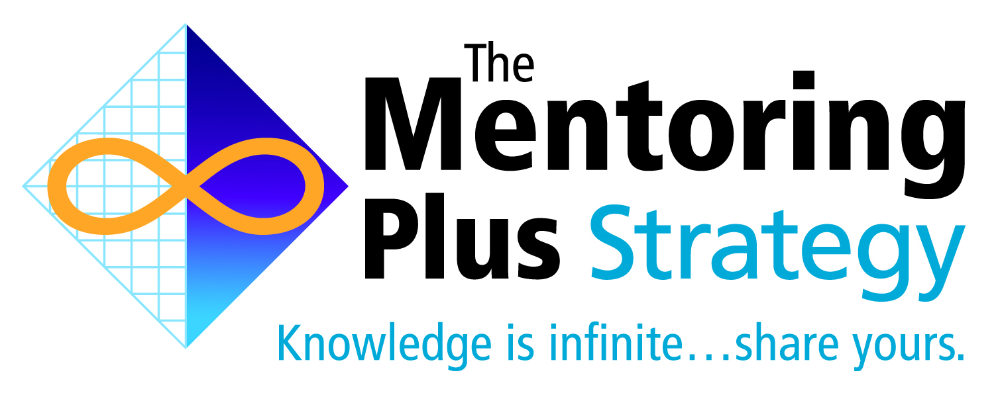 The
Mentoring
Plus Strategy
Knowledge is infinite...share yours.